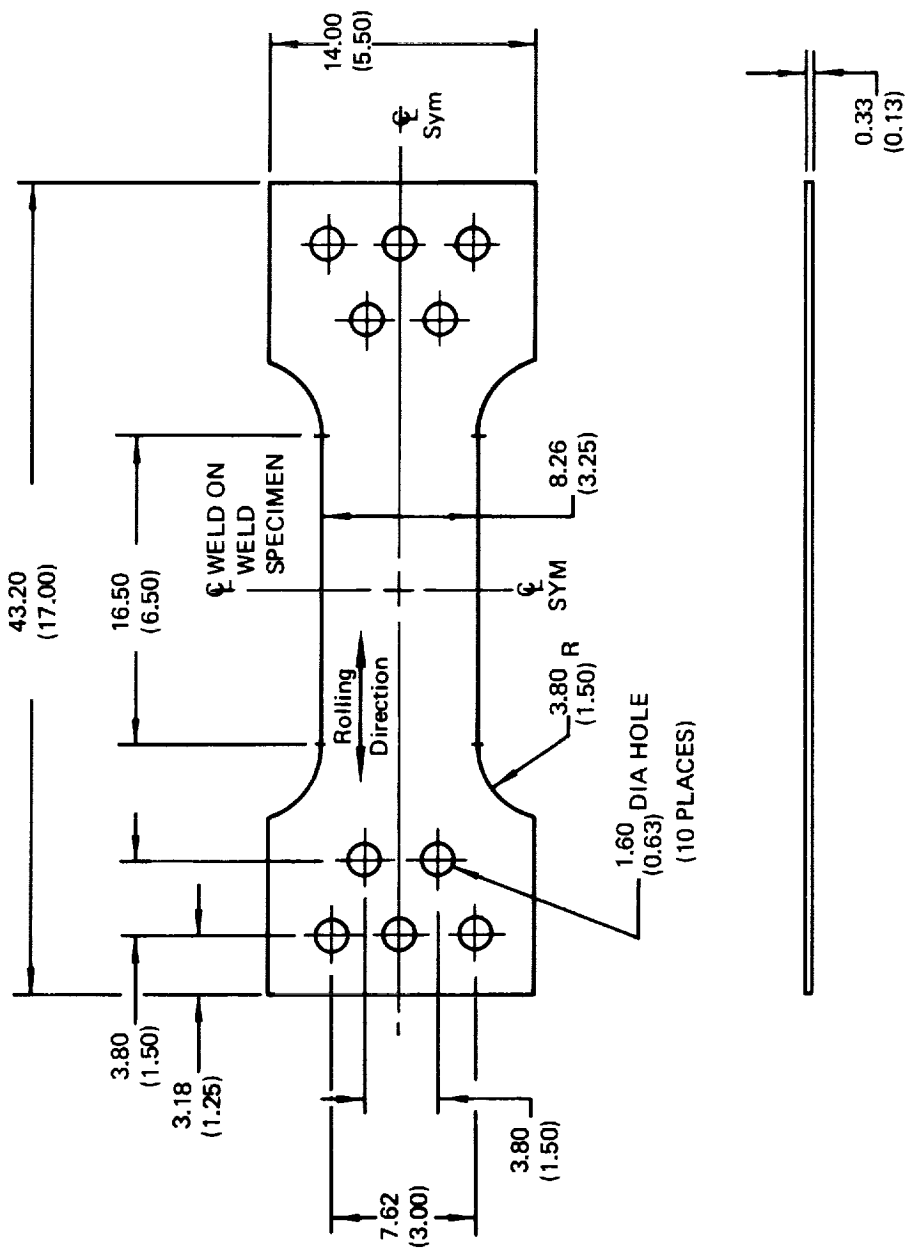 43.20
(17.00)
16.50
(6.50)
3.80
(1.50)
3.18
(1.25)
14.00
(5.50)
℄ WELD ON
WELD
SPECIMEN
℄
Sym
Rolling
Direction
8.26
(3.25)
℄
SYM
3.80 R
(1.50)
1.60 DIA HOLE
(0.63)
(10 PLACES)
7.62
(3.00)
3.80
(1.50)
0.33
(0.13)